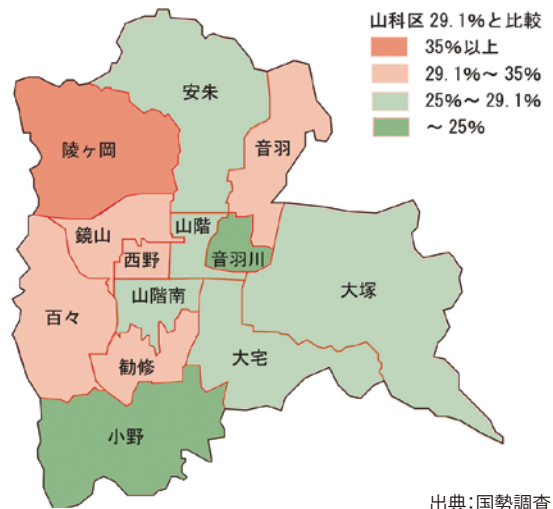 山科区 29.1%と比較
35%以上
29.1%～ 35%
25%～ 29.1%
～ 25%
安朱
音羽
陵ヶ岡
鏡山
山階
西野
音羽川
大塚
百々
山階南
大宅
勧修
小野
出典：国勢調査